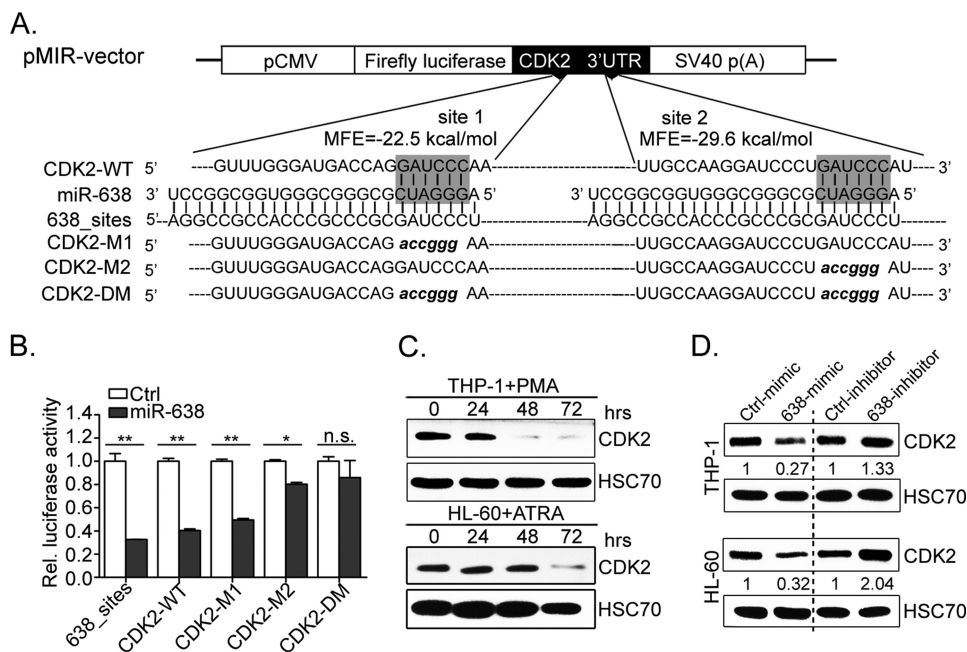 A.
pMIR-vector
pCMV Firefly luciferase CDK2 3'UTR SV40 p(A)
site 1 site 2
MFE=-22.5 kcal/mol MFE=-29.6 kcal/mol
CDK2-WT 5' ----GUUUGGGAUGACCAGGAUCCCAA---------------------UUGCCAAGGAUCCCUGAUCCCAU--- 3'
miR-638 3' UCCGGCGGUGGGCGGGCGCUAGGGA 5' 3' UCCGGCGGUGGGCGGGCGCUAGGGA 5'
638_sites 5'--AGGCCGCCACCCGCCCGCGAUCCCU-----------AGGCCGCCACCCGCCCGCGAUCCCU------3'
CDK2-M1 5' ----GUUUGGGAUGACCAG accggg AA---------------------UUGCCAAGGAUCCCUGAUCCCAU---3'
CDK2-M2 5' ----GUUUGGGAUGACCAGGAUCCCAA---------------------UUGCCAAGGAUCCCU accggg AU---3'
CDK2-DM 5' ----GUUUGGGAUGACCAG accggg AA---------------------UUGCCAAGGAUCCCU accggg AU--- 3'
B.
Ctrl
miR-638
Rel. luciferase activity
1.4
1.2
1.0
0.8
0.6
0.4
0.2
0.0
** ** ** * n.s.
638_sites
CDK2-WT
CDK2-M1
CDK2-M2
CDK2-DM
C.
THP-1+PMA
0 24 48 72 hrs
CDK2
HSC70
HL-60+ATRA
0 24 48 72 hrs
CDK2
HSC70
D.
Ctrl-mimic
638-mimic
Ctrl-inhibitor
638-inhibitor
THP-1
CDK2
1 0.27 1 1.33
HSC70
HL-60
CDK2
1 0.32 1 2.04
HSC70